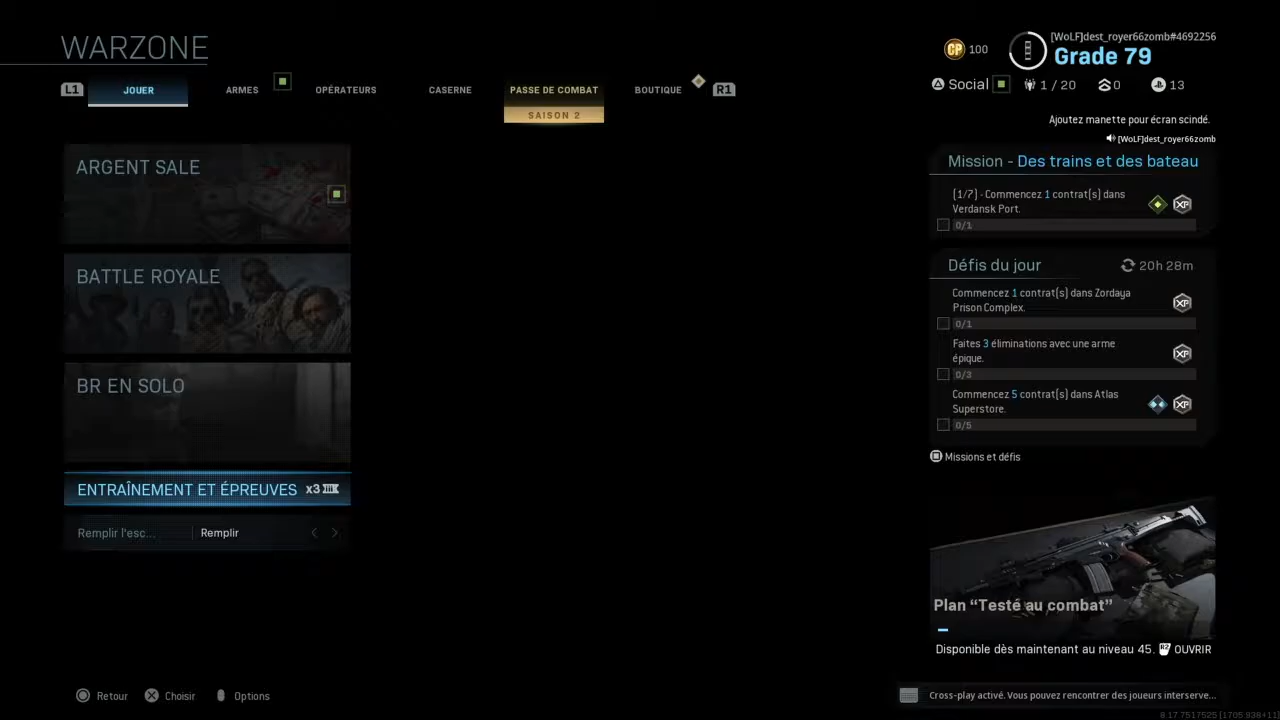 WARZONE
CP 100
[WoLF]dest_royer66zomb#4692256
Grade 79
L1 JOUER ARMES OPÉRATEURS CASERNE PASSE DE COMBAT BOUTIQUE R1
SAISON 2
Social 1 / 20 0 13
Ajoutez manette pour écran scindé.
[WoLF]dest_royer66zomb
ARGENT SALE
BATTLE ROYALE
BR EN SOLO
ENTRAÎNEMENT ET ÉPREUVES x3
Remplir l'esc... Remplir
Mission - Des trains et des bateau
(1/7) - Commencez 1 contrat(s) dans
Verdansk Port.
XP
0/1
Défis du jour 20h 28m
Commencez 1 contrat(s) dans Zordaya
Prison Complex.
XP
0/1
Faites 3 éliminations avec une arme
épique.
XP
0/3
Commencez 5 contrat(s) dans Atlas
Superstore.
XP
0/5
Missions et défis
Plan “Testé au combat”
Disponible dès maintenant au niveau 45. R2 OUVRIR
Retour Choisir Options
Cross-play activé. Vous pouvez rencontrer des joueurs interserve...